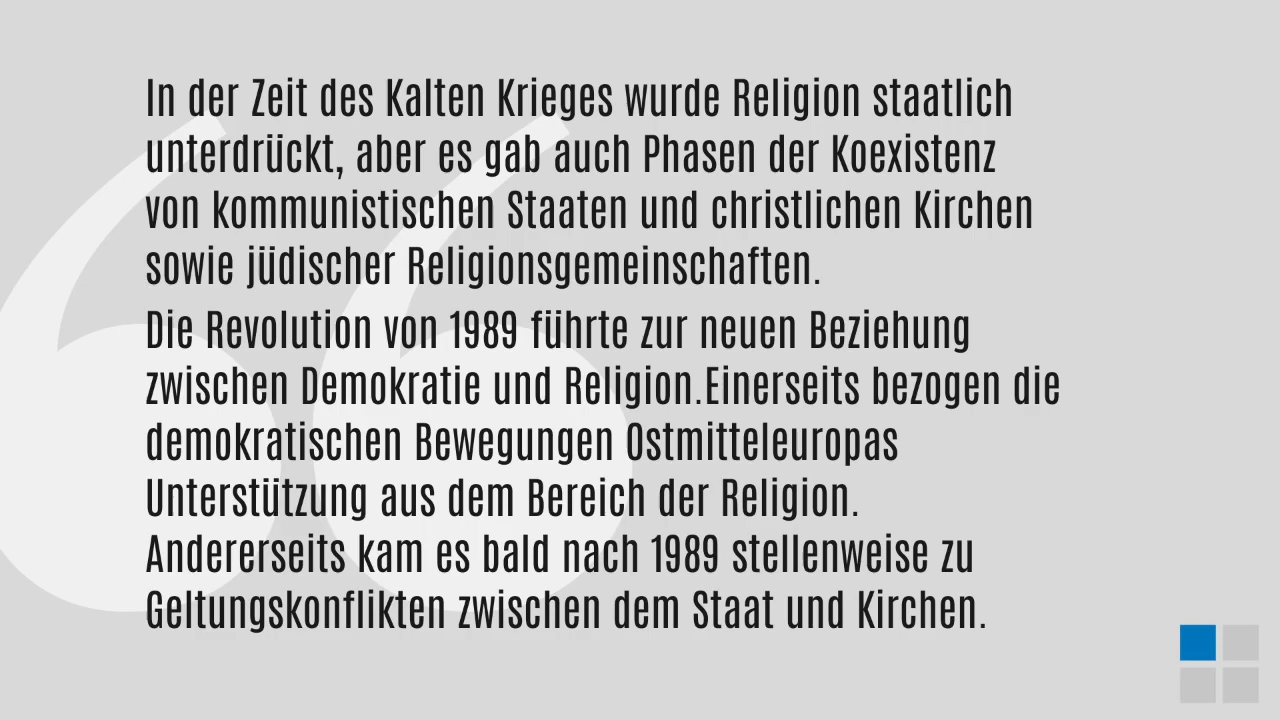 In der Zeit des Kalten Krieges wurde Religion staatlich
unterdrückt, aber es gab auch Phasen der Koexistenz
von kommunistischen Staaten und christlichen Kirchen
sowie jüdischer Religionsgemeinschaften.
Die Revolution von 1989 führte zur neuen Beziehung
zwischen Demokratie und Religion.Einerseits bezogen die
demokratischen Bewegungen Ostmitteleuropas
Unterstützung aus dem Bereich der Religion.
Andererseits kam es bald nach 1989 stellenweise zu
Geltungskonflikten zwischen dem Staat und Kirchen.